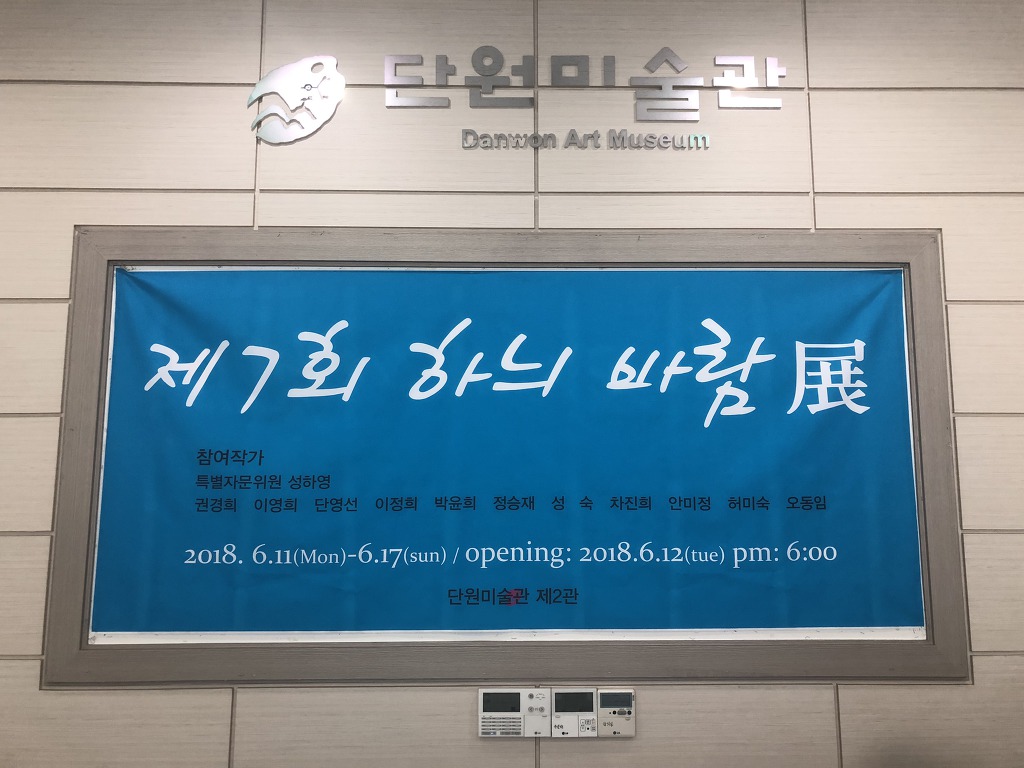 단원미술관
Danwon Art Museum
제7회 하늬 바람展
참여작가
특별자문위원 성하영
권경희 이영희 단영선 이정희 박윤희 정승재 성 숙 차진희 안미정 허미숙 오동임
2018. 6.11(Mon)-6.17(sun) / opening: 2018.6.12(tue) pm: 6:00
단원미술관 제2관